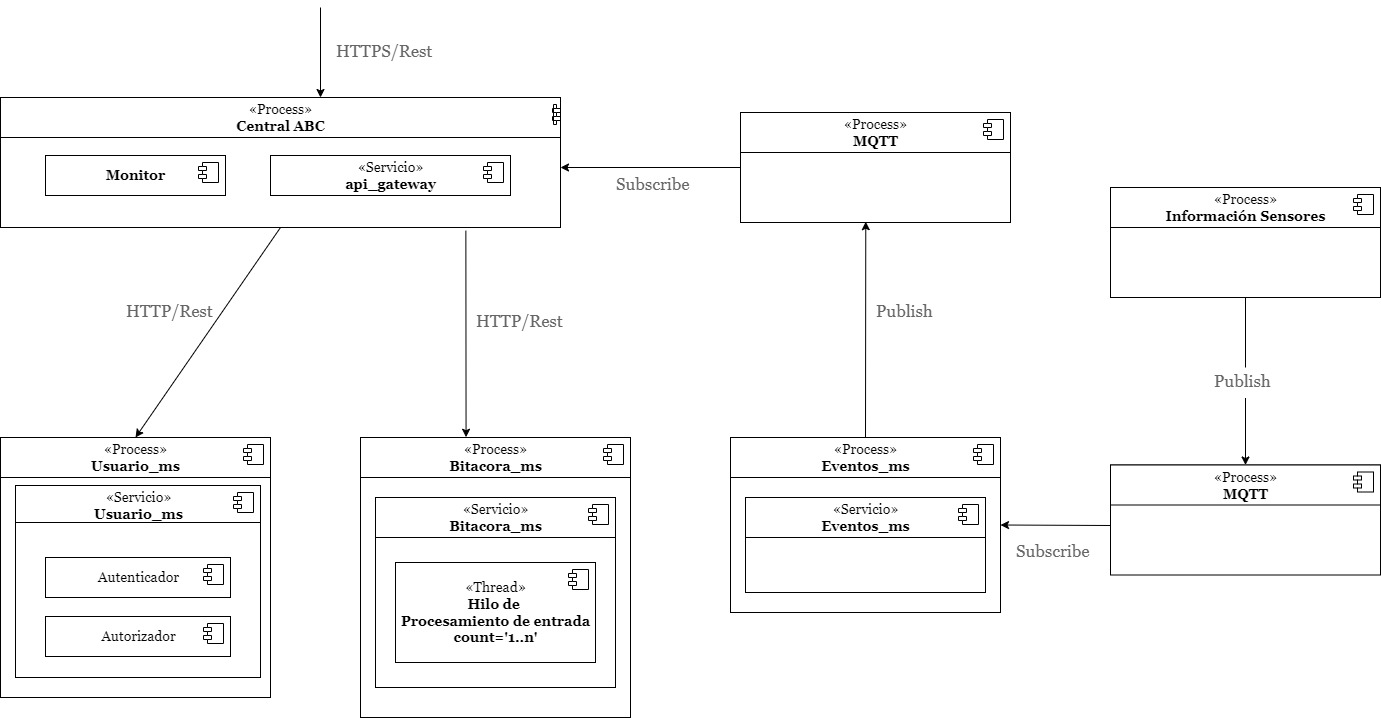 HTTPS/Rest
«Process»
Central ABC
Monitor
«Servicio»
api_gateway
Subscribe
«Process»
MQTT
«Process»
Información Sensores
HTTP/Rest
HTTP/Rest
Publish
Publish
«Process»
Usuario_ms
«Servicio»
Usuario_ms
Autenticador
Autorizador
«Process»
Bitacora_ms
«Servicio»
Bitacora_ms
«Thread»
Hilo de
Procesamiento de entrada
count='1..n'
«Process»
Eventos_ms
«Servicio»
Eventos_ms
Subscribe
«Process»
MQTT